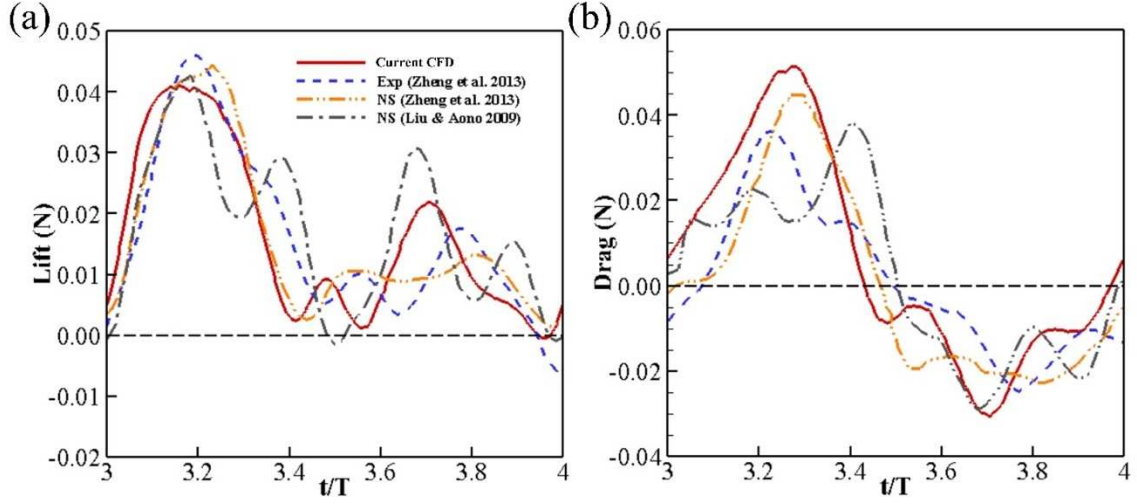 (a)
0.05
0.04
0.03
0.02
0.01
0.00
-0.01
-0.02
Lift (N)
3
3.2
3.4
3.6
3.8
4
t/T
Current CFD
Exp (Zheng et al. 2013)
NS (Zheng et al. 2013)
NS (Liu & Aono 2009)
(b)
0.06
0.04
0.02
0.00
-0.02
-0.04
Drag (N)
3
3.2
3.4
3.6
3.8
4
t/T